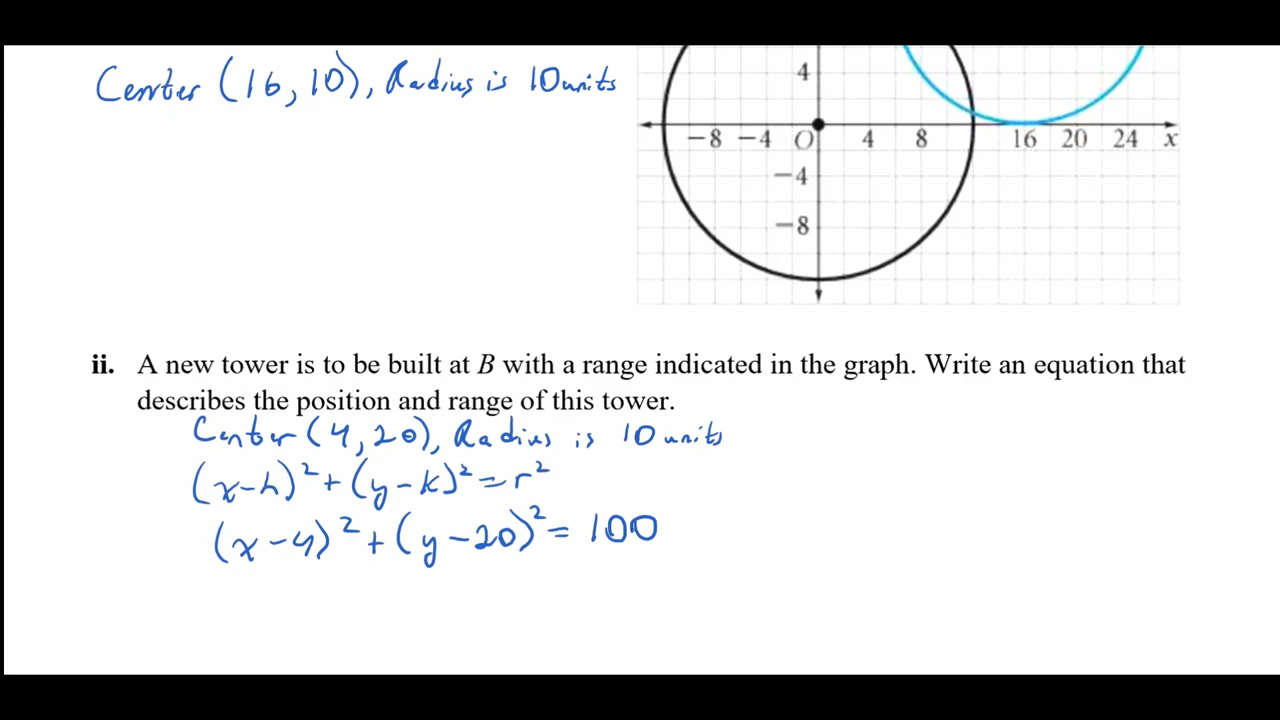 Center (16, 10), Radius is 10 units
4
−8 −4 O 4 8 16 20 24 x
−4
−8
ii. A new tower is to be built at B with a range indicated in the graph. Write an equation that
describes the position and range of this tower.
Center (4, 20), Radius is 10 units
(x-h)² + (y-k)² = r²
(x-4)² + (y-20)² = 100